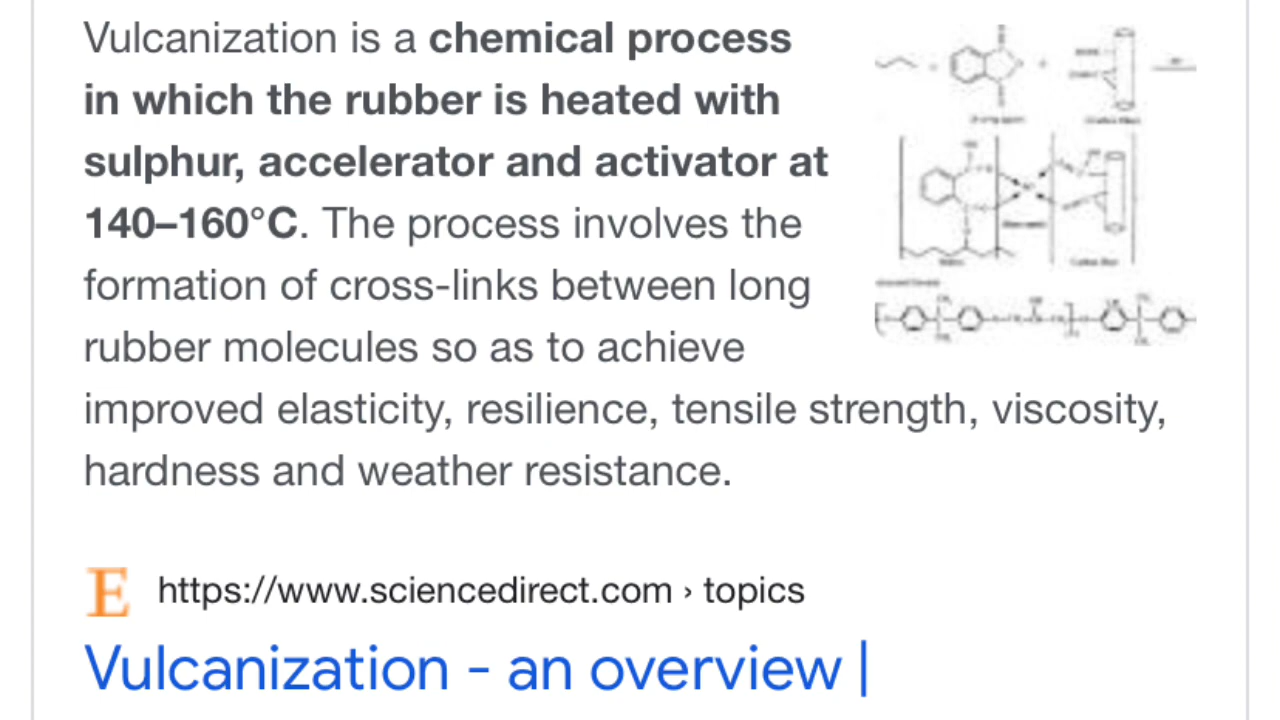 Vulcanization is a chemical process
in which the rubber is heated with
sulphur, accelerator and activator at
140–160°C. The process involves the
formation of cross-links between long
rubber molecules so as to achieve
improved elasticity, resilience, tensile strength, viscosity,
hardness and weather resistance.
E https://www.sciencedirect.com › topics
Vulcanization - an overview |